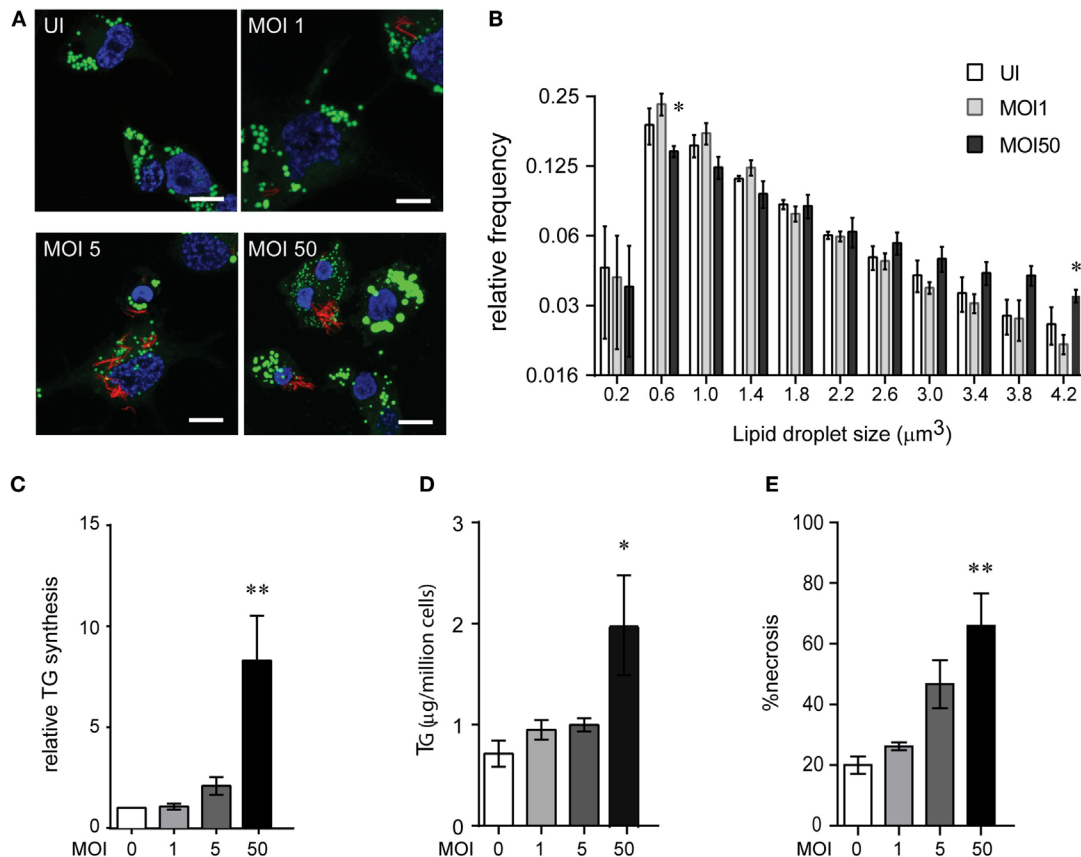 A
UI
MOI 1
MOI 5
MOI 50
B
UI
MOI1
MOI50
relative frequency
0.25
0.125
0.06
0.03
0.016
0.2 0.6 1.0 1.4 1.8 2.2 2.6 3.0 3.4 3.8 4.2
*
*
Lipid droplet size (μm³)
C
relative TG synthesis
15
10
5
0
**
MOI 0 1 5 50
D
TG (μg/million cells)
3
2
1
0
*
MOI 0 1 5 50
E
%necrosis
100
80
60
40
20
0
**
MOI 0 1 5 50